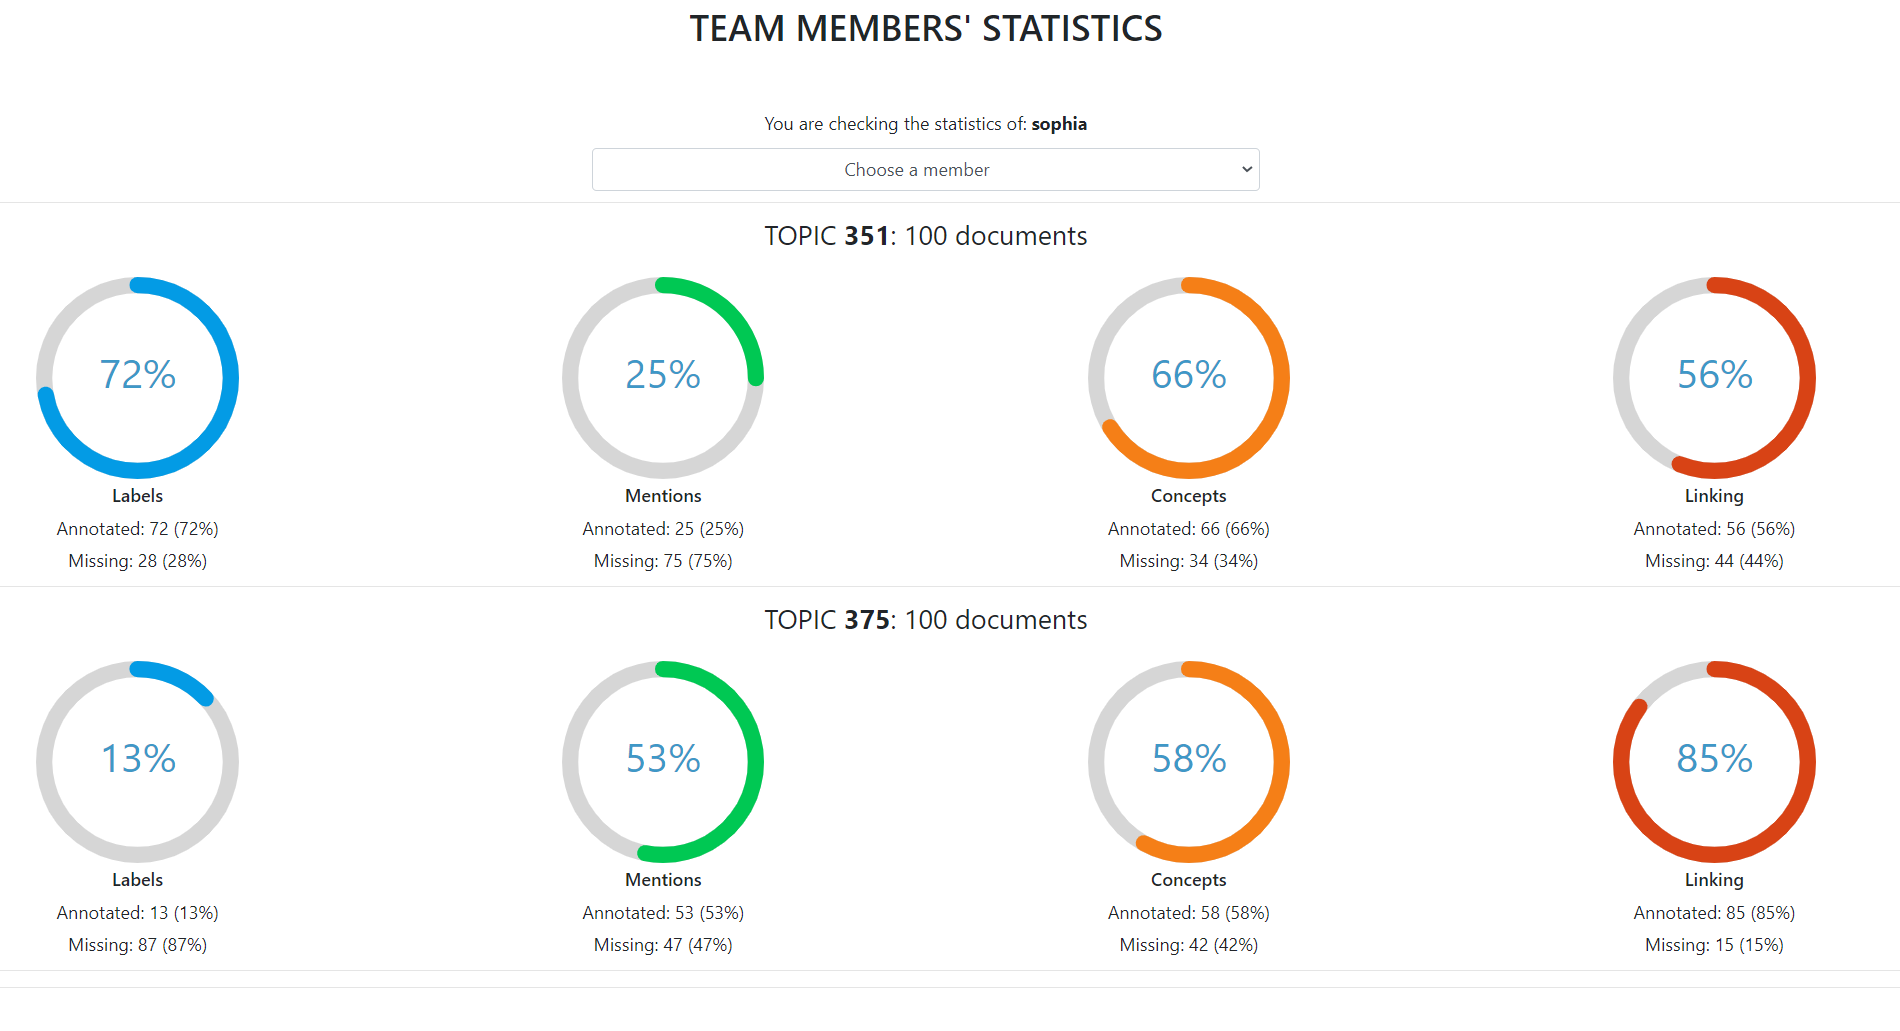 TEAM MEMBERS' STATISTICS
You are checking the statistics of: sophia
Choose a member
TOPIC 351: 100 documents
72%
25%
66%
56%
Labels
Mentions
Concepts
Linking
Annotated: 72 (72%)
Annotated: 25 (25%)
Annotated: 66 (66%)
Annotated: 56 (56%)
Missing: 28 (28%)
Missing: 75 (75%)
Missing: 34 (34%)
Missing: 44 (44%)
TOPIC 375: 100 documents
13%
53%
58%
85%
Labels
Mentions
Concepts
Linking
Annotated: 13 (13%)
Annotated: 53 (53%)
Annotated: 58 (58%)
Annotated: 85 (85%)
Missing: 87 (87%)
Missing: 47 (47%)
Missing: 42 (42%)
Missing: 15 (15%)